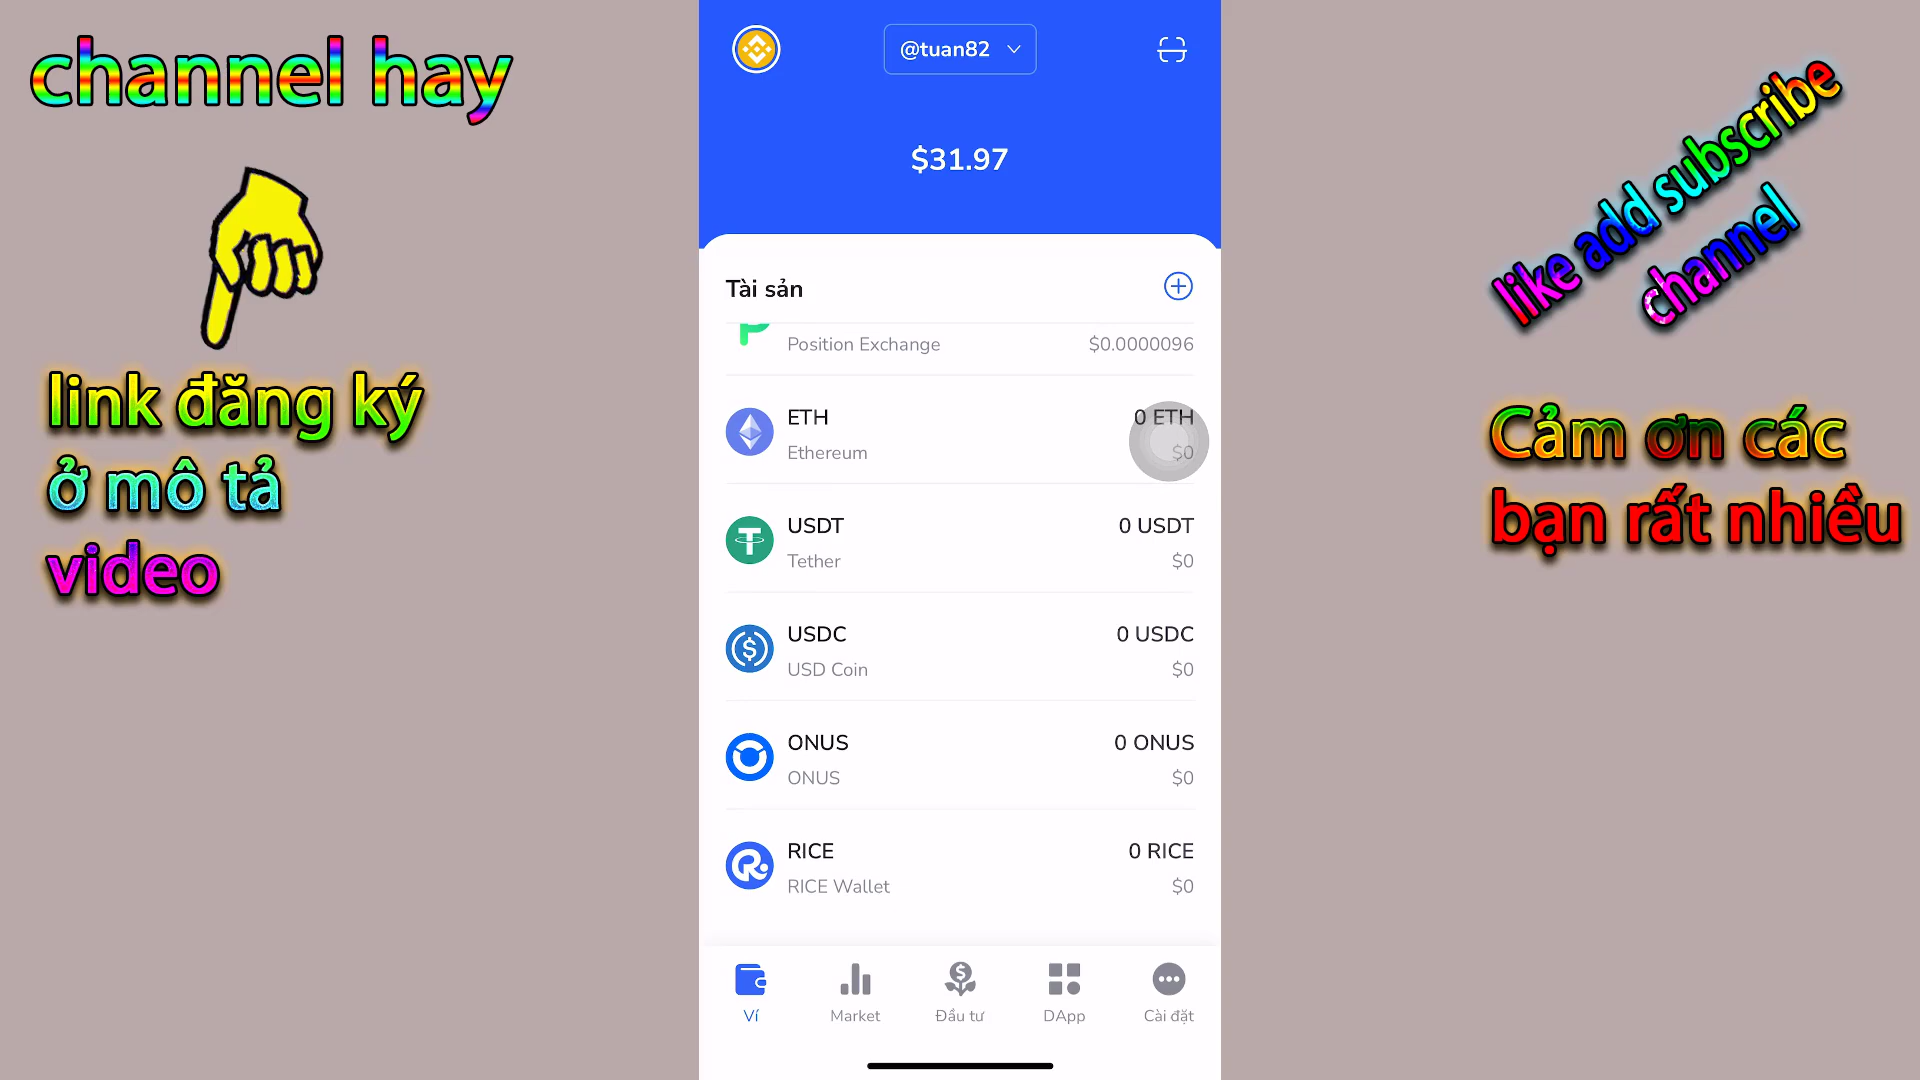 channel hay
link đăng ký
ở mô tả
video
@tuan82
$31.97
Tài sản
Position Exchange $0.0000096
ETH 0 ETH
Ethereum $0
USDT 0 USDT
Tether $0
USDC 0 USDC
USD Coin $0
ONUS 0 ONUS
ONUS $0
RICE 0 RICE
RICE Wallet $0
Ví Market Đầu tư DApp Cài đặt
like add subscribe
channel
Cảm ơn các
bạn rất nhiều